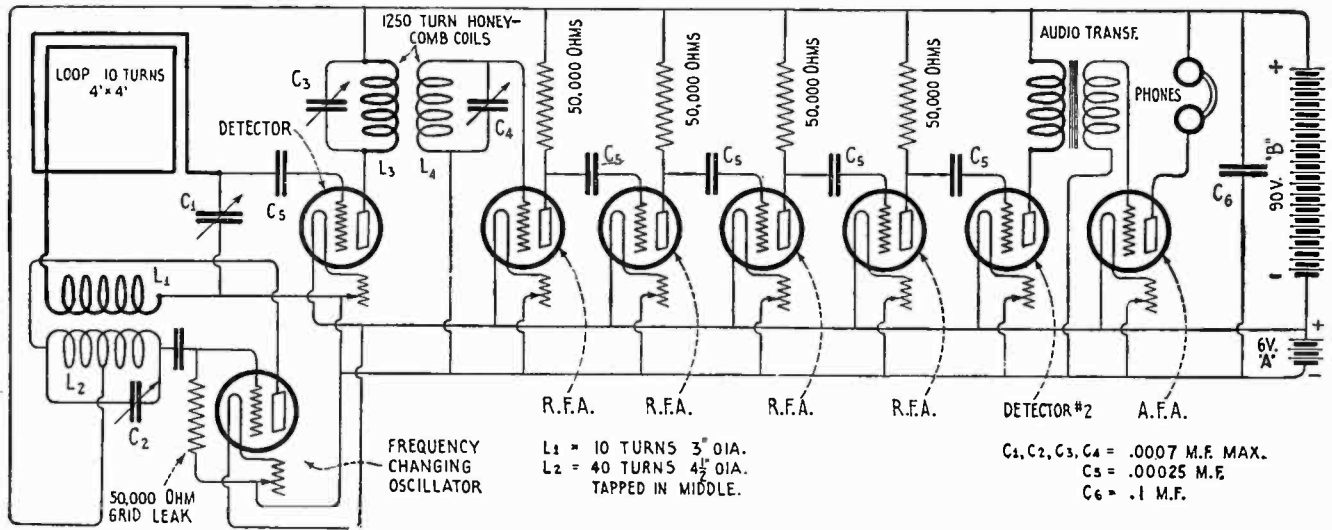 1250 TURN HONEY-
COMB COILS
LOOP 10 TURNS
4'× 4'
C3
C4
L3
L4
DETECTOR
C1
C5
50,000 OHMS
50,000 OHMS
50,000 OHMS
50,000 OHMS
C5
C5
C5
C5
AUDIO TRANSF.
PHONES
C6
+
90V. "B"
-
+
6V.
"A"
-
L1
L2
C2
50,000 OHM
GRID LEAK
FREQUENCY
CHANGING
OSCILLATOR
R.F.A.
R.F.A.
R.F.A.
R.F.A.
DETECTOR #2
A.F.A.
L1 = 10 TURNS 3" DIA.
L2 = 40 TURNS 4½" DIA.
TAPPED IN MIDDLE.
C1, C2, C3, C4 = .0007 M.F. MAX.
C5 = .00025 M.F.
C6 = .1 M.F.